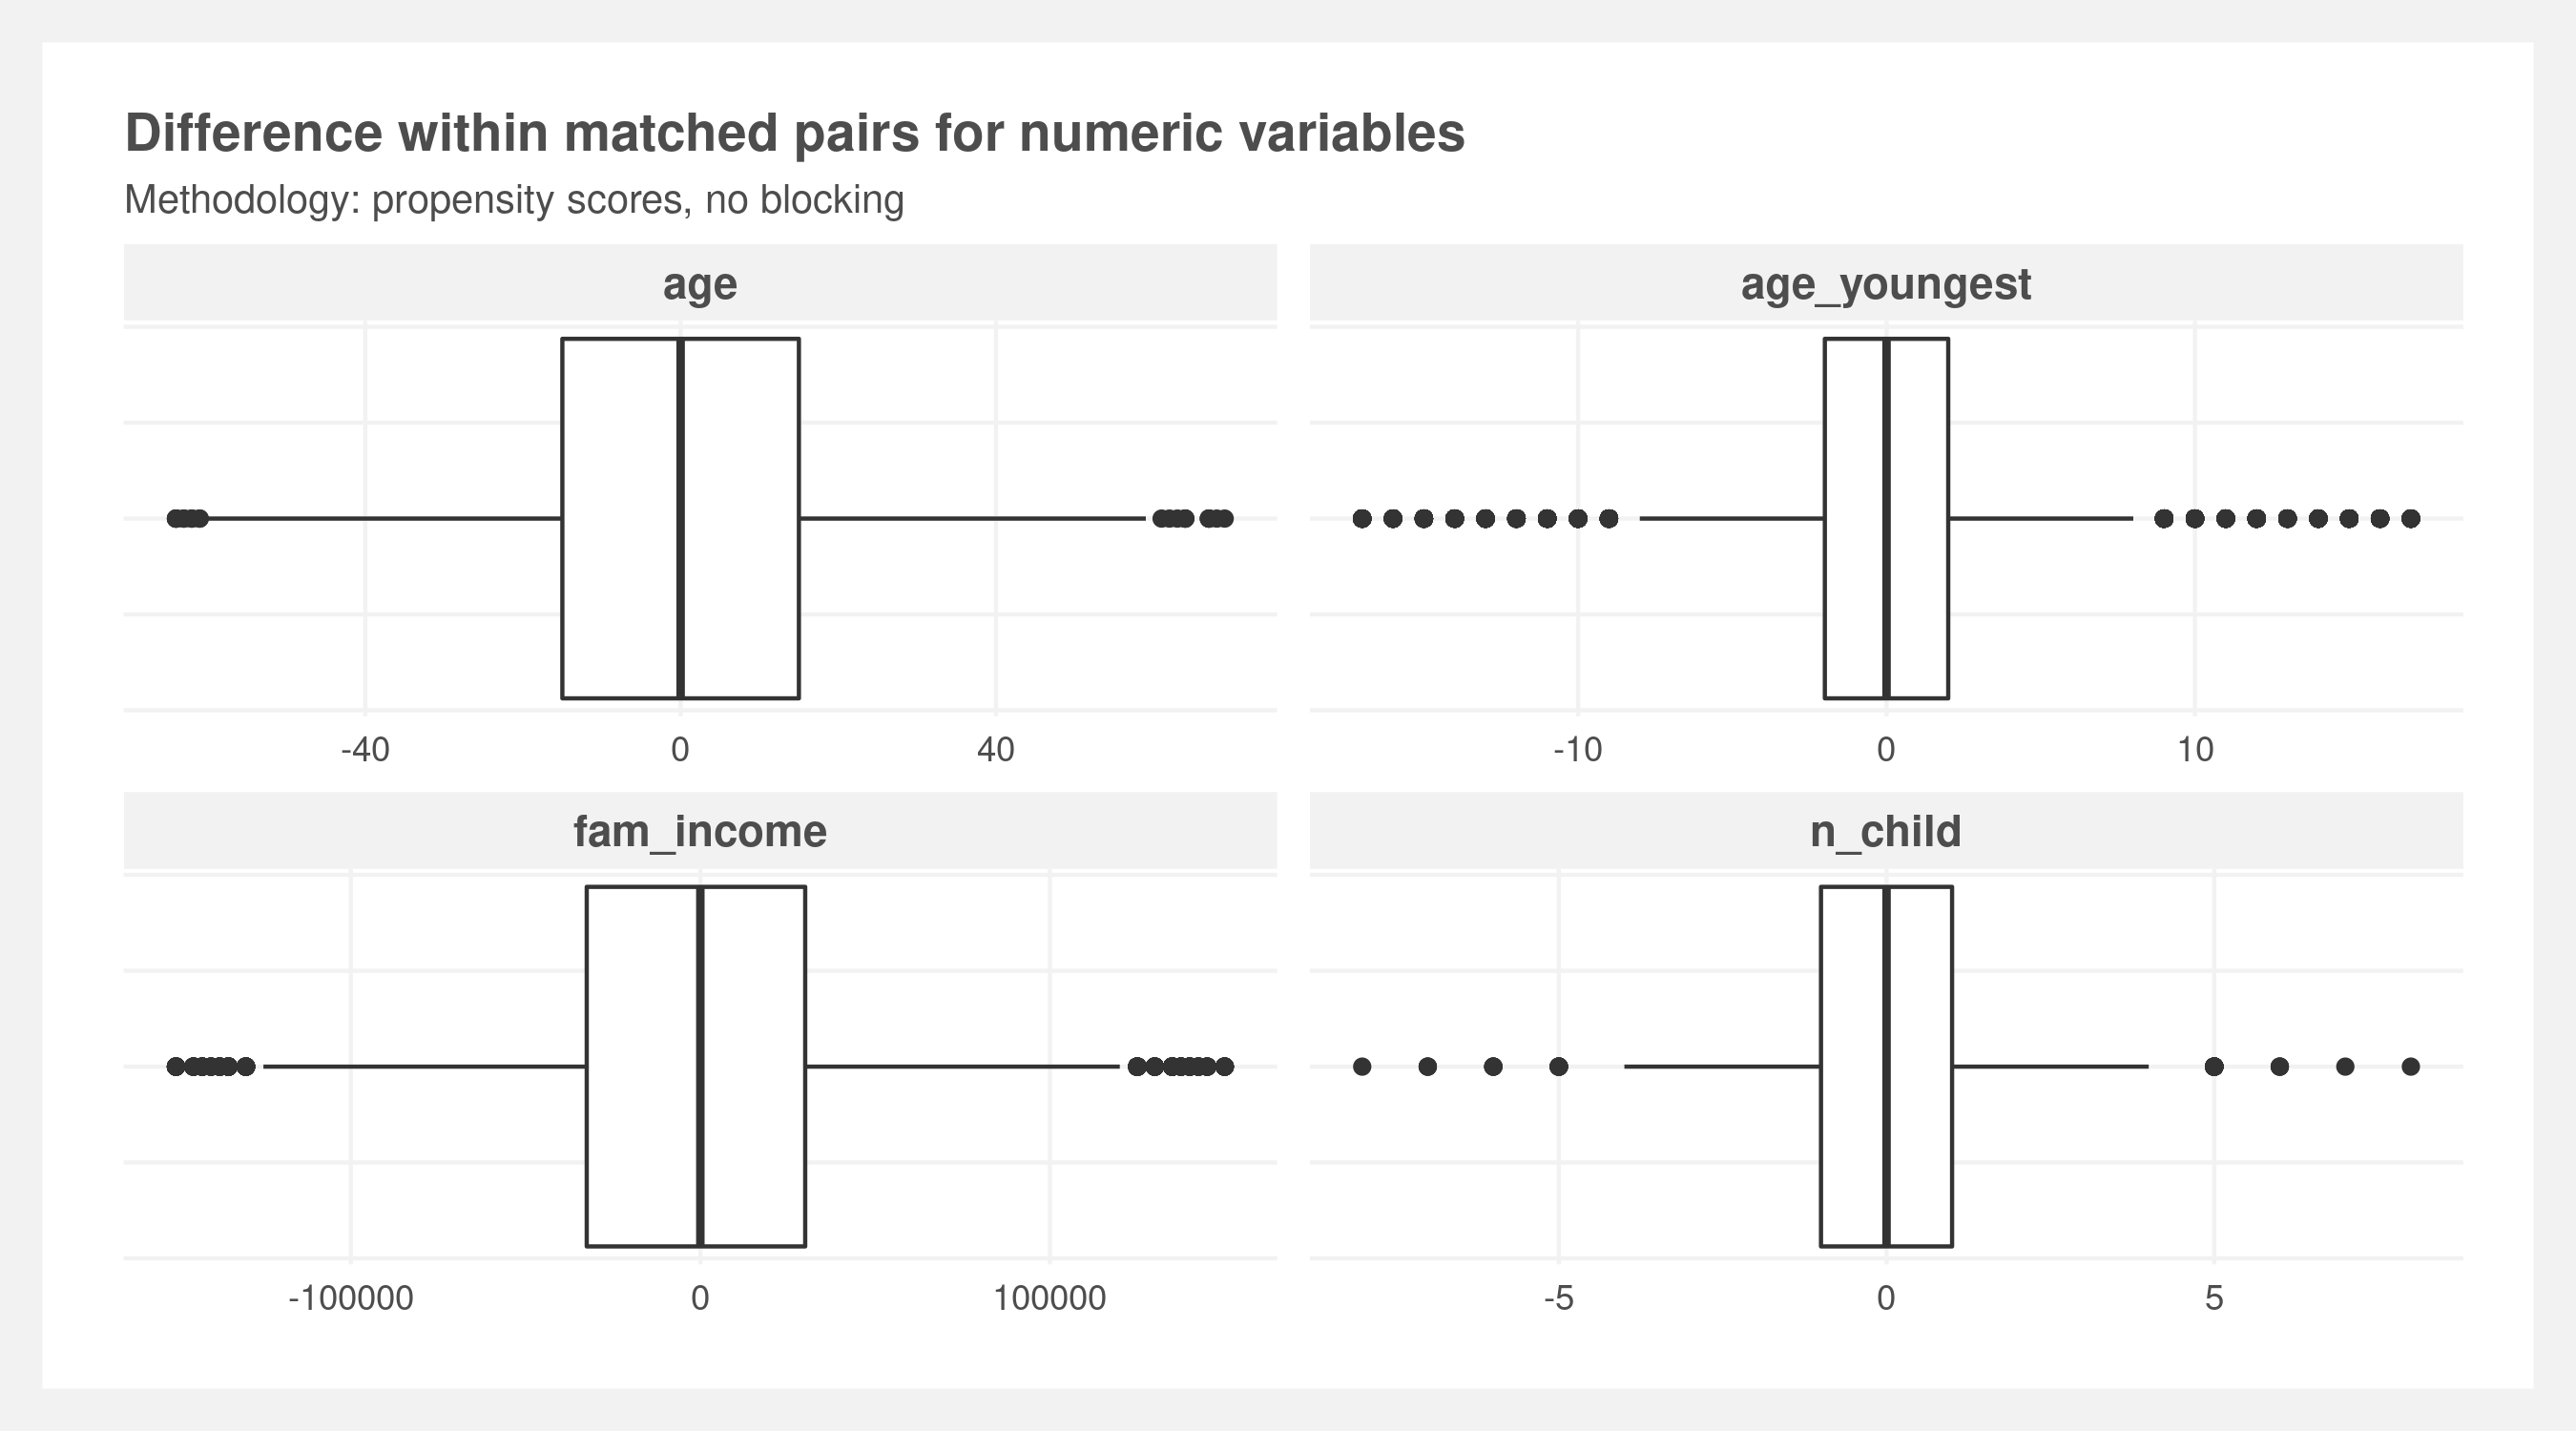 Difference within matched pairs for numeric variables
Methodology: propensity scores, no blocking
age
age_youngest
-40 0 40
-10 0 10
fam_income
n_child
-100000 0 100000
-5 0 5